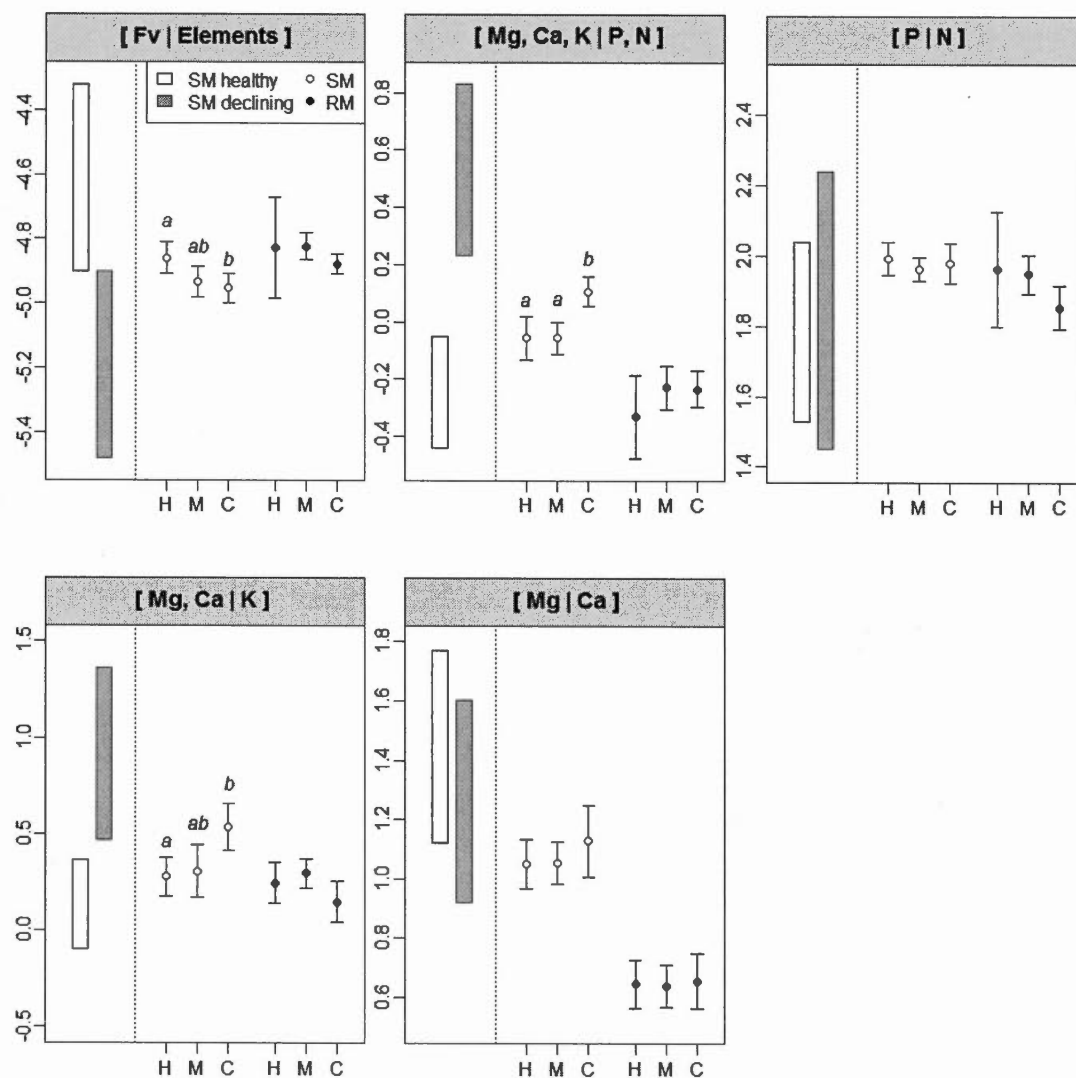 [ Fv | Elements ]
SM healthy SM
SM declining RM
-4.4
-4.6
-4.8
-5.0
-5.2
-5.4
a
ab
b
H M C H M C
[ Mg, Ca, K | P, N ]
0.8
0.6
0.4
0.2
0.0
-0.2
-0.4
a
a
b
H M C H M C
[ P | N ]
2.4
2.2
2.0
1.8
1.6
1.4
H M C H M C
[ Mg, Ca | K ]
1.5
1.0
0.5
0.0
-0.5
a
ab
b
H M C H M C
[ Mg | Ca ]
1.8
1.6
1.4
1.2
1.0
0.8
0.6
H M C H M C